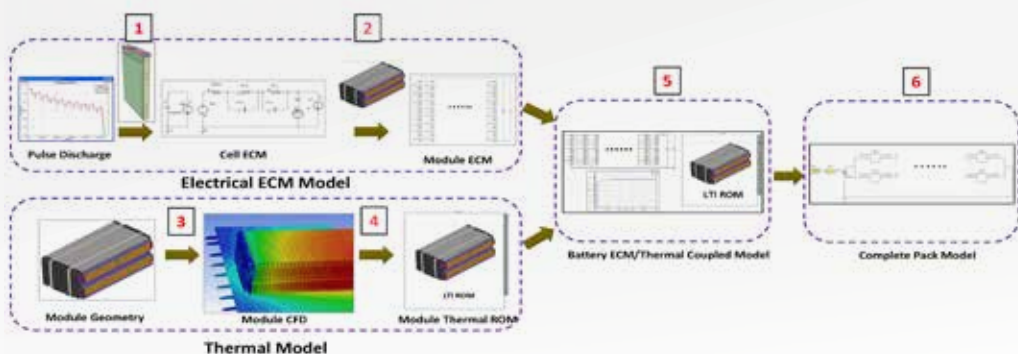 1
2
Pulse Discharge
Cell ECM
Module ECM
Electrical ECM Model
3
4
LTI ROM
Module Geometry
Module CFD
Module Thermal ROM
Thermal Model
5
LTI ROM
Battery ECM/Thermal Coupled Model
6
Complete Pack Model